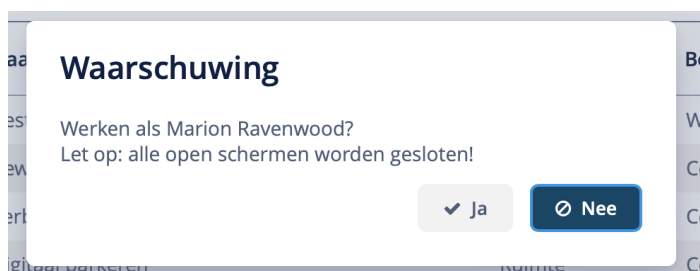 Waarschuwing
Werken als Marion Ravenwood?
Let op: alle open schermen worden gesloten!
Ja
Nee